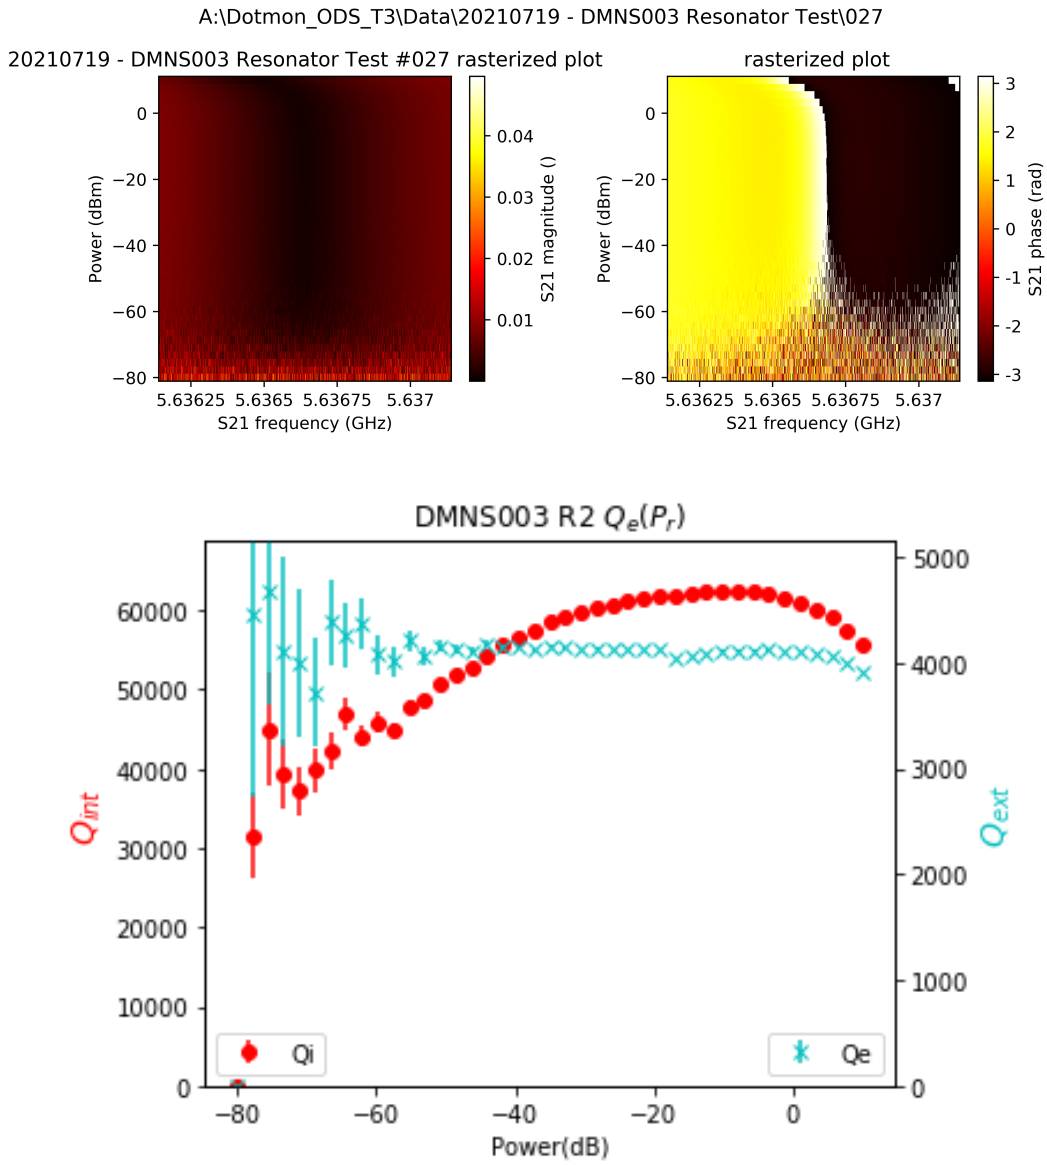 A:\Dotmon_ODS_T3\Data\20210719 - DMNS003 Resonator Test\027
20210719 - DMNS003 Resonator Test #027 rasterized plot
rasterized plot
0
−20
−40
−60
−80
Power (dBm)
5.63625 5.6365 5.63675 5.637
S21 frequency (GHz)
0.04
0.03
0.02
0.01
S21 magnitude ()
0
−20
−40
−60
−80
Power (dBm)
5.63625 5.6365 5.63675 5.637
S21 frequency (GHz)
3
2
1
0
-1
-2
-3
S21 phase (rad)
DMNS003 R2 Qe(Pr)
60000
50000
40000
30000
20000
10000
0
Qint
5000
4000
3000
2000
1000
0
Qext
Qi
Qe
−80 −60 −40 −20 0
Power(dB)